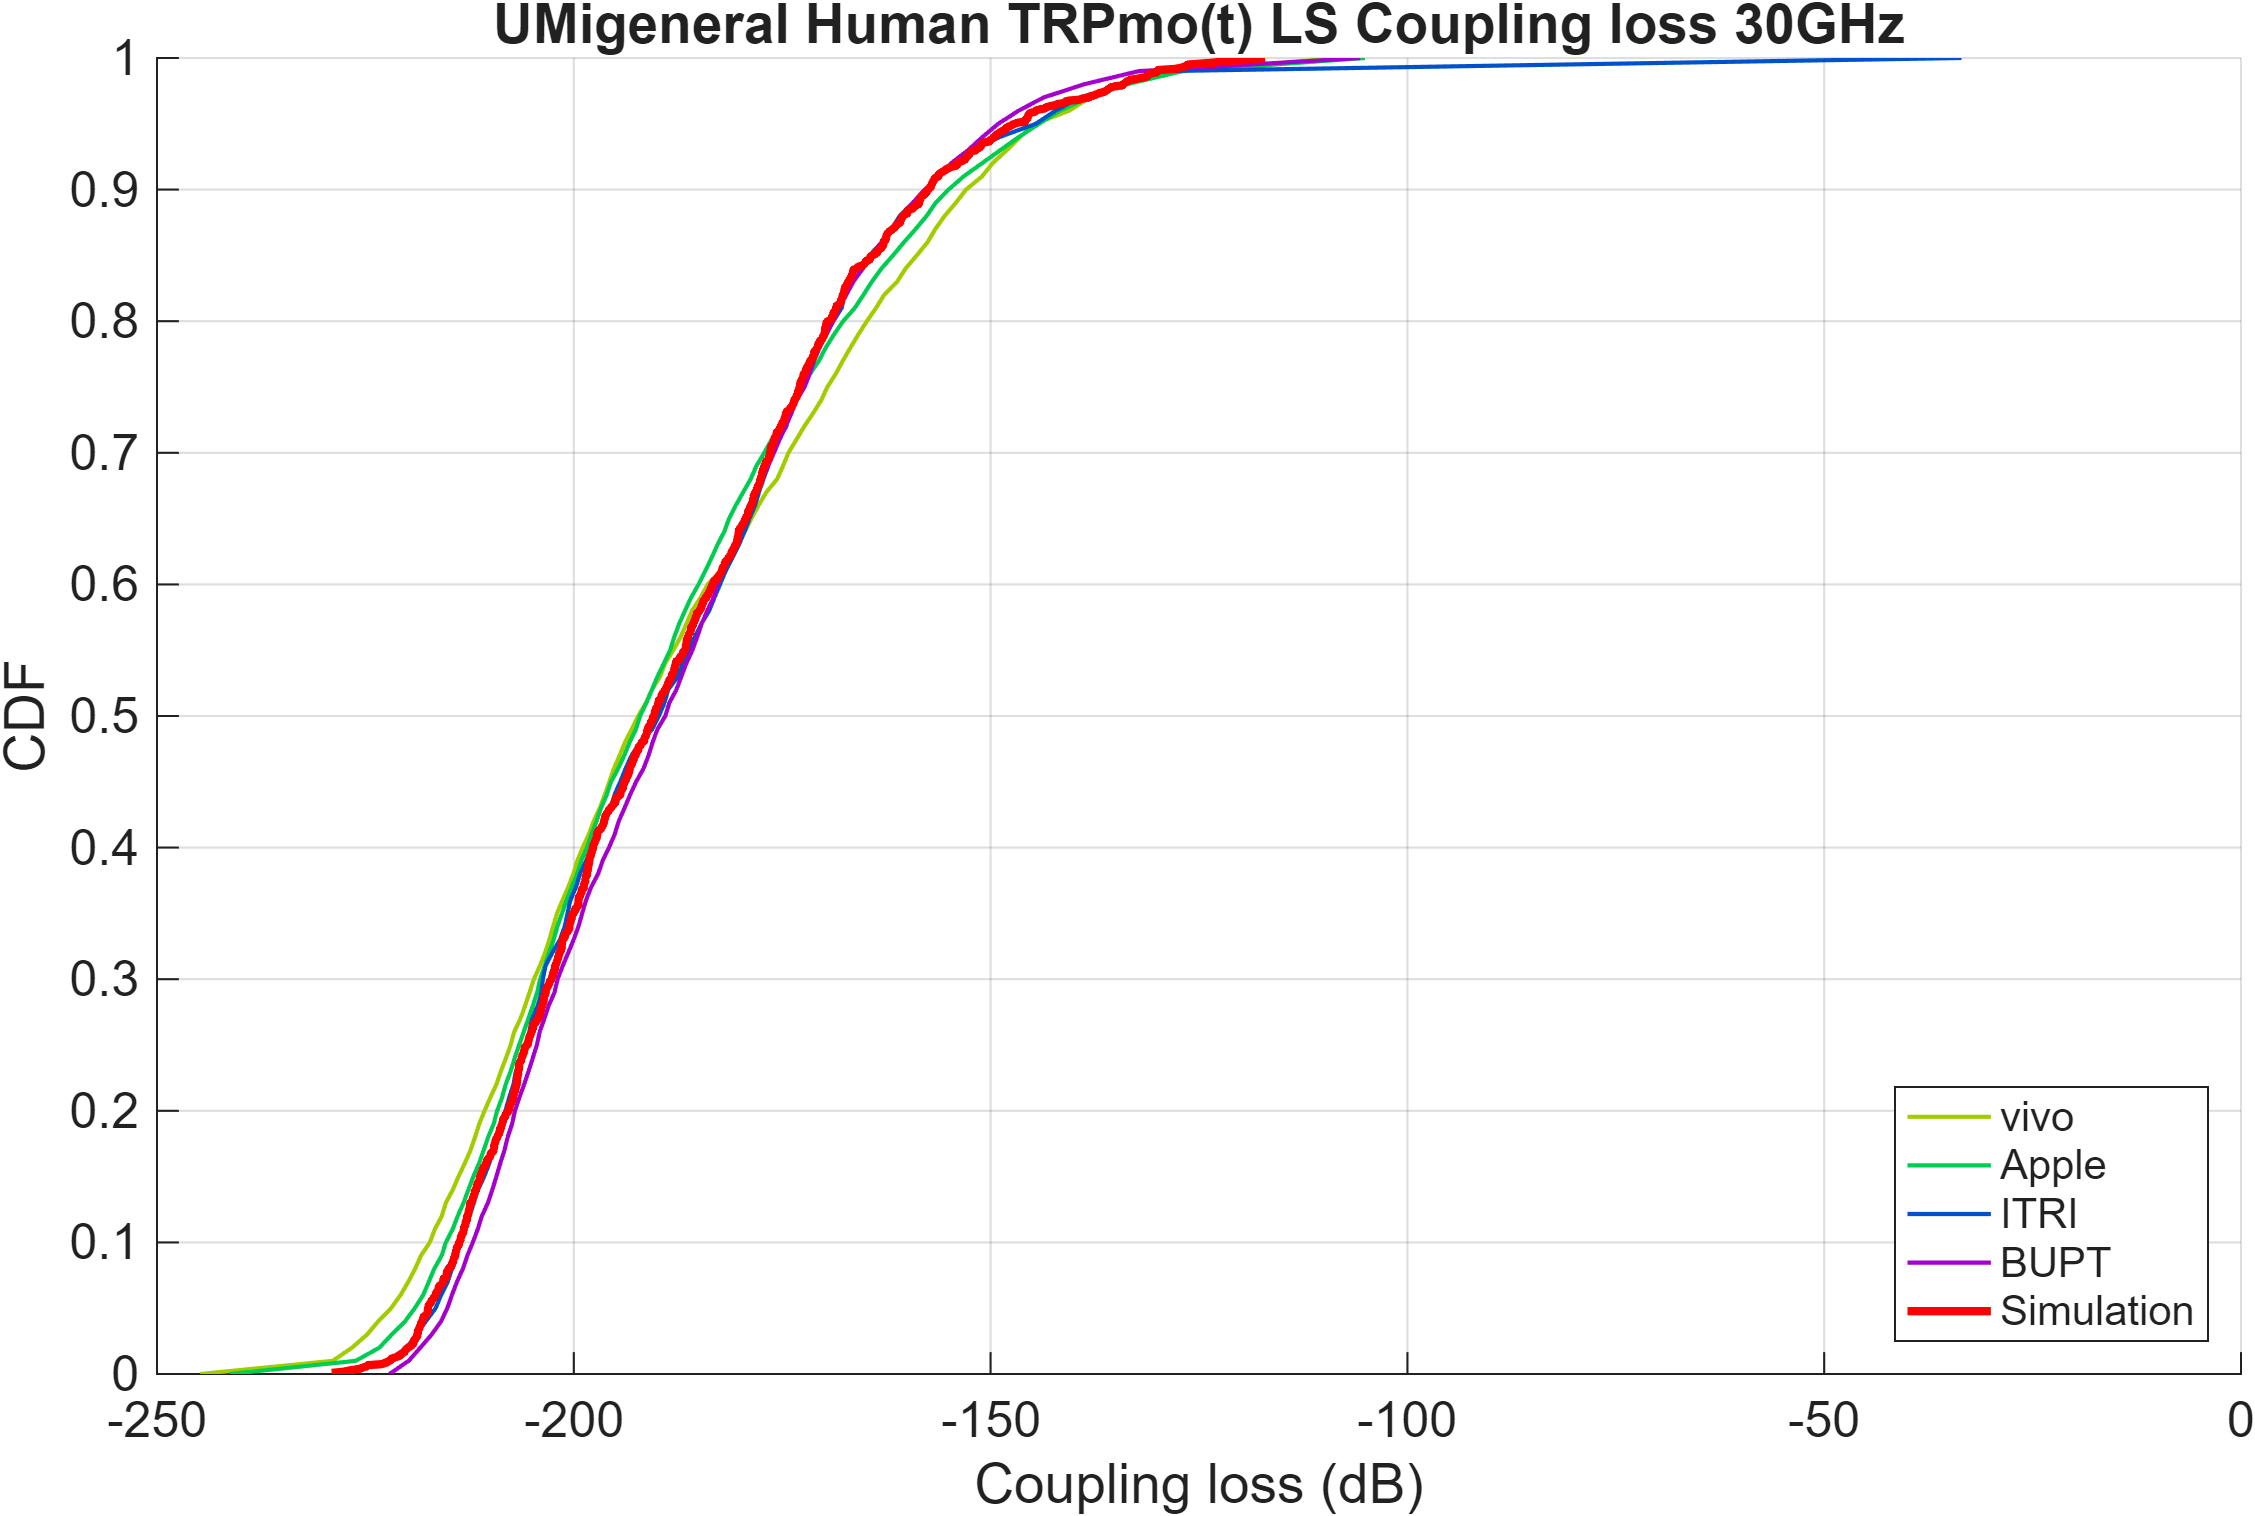 UMigeneral Human TRPmo(t) LS Coupling loss 30GHz
1
0.9
0.8
0.7
0.6
0.5
0.4
0.3
0.2
0.1
0
CDF
-250
-200
-150
-100
-50
0
Coupling loss (dB)
vivo
Apple
ITRI
BUPT
Simulation